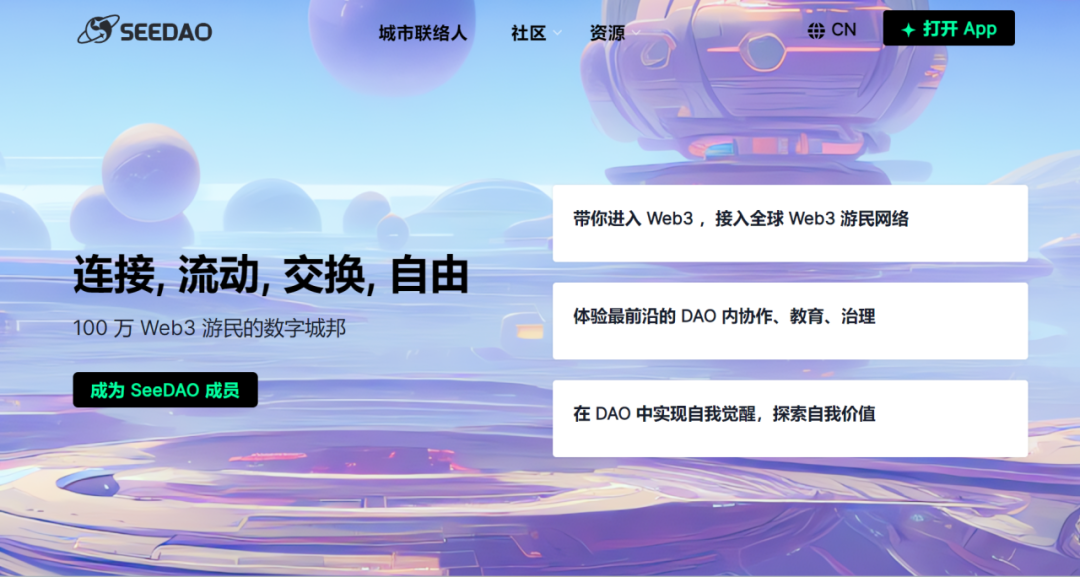 SEEDAO
城市联络人
社区
资源
CN
打开 App
连接, 流动, 交换, 自由
100 万 Web3 游民的数字城邦
成为 SeeDAO 成员
带你进入 Web3 ，接入全球 Web3 游民网络
体验最前沿的 DAO 内协作、教育、治理
在 DAO 中实现自我觉醒，探索自我价值